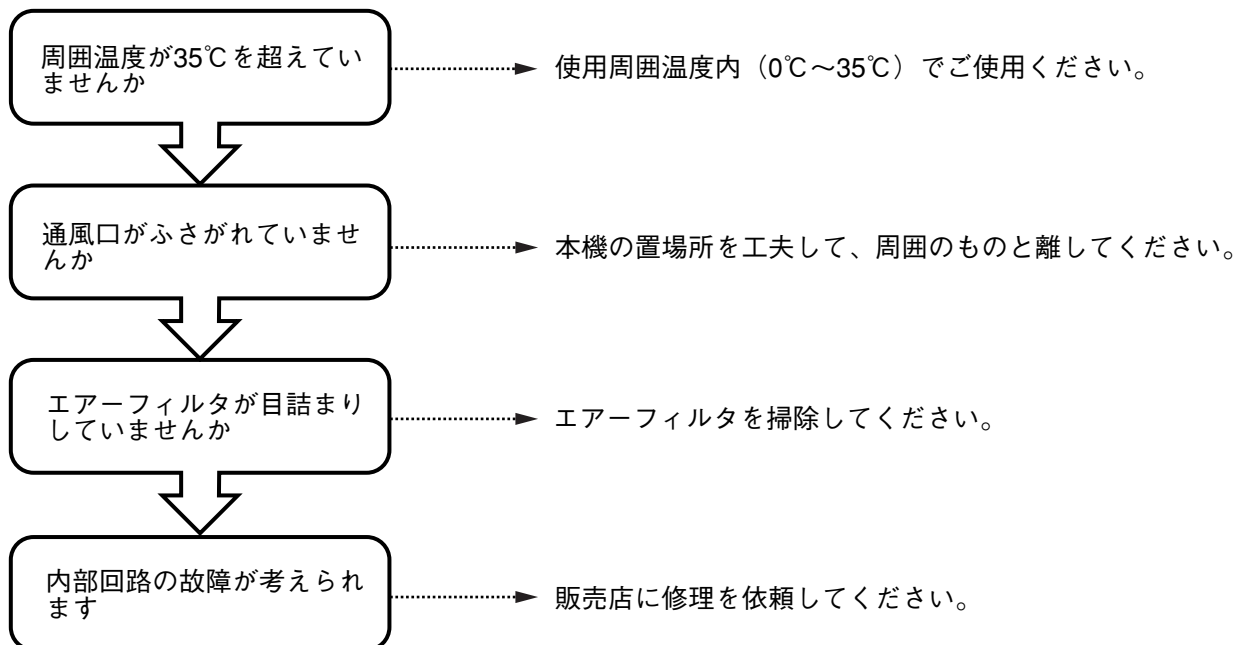 周囲温度が35℃を超えてい
ませんか
使用周囲温度内（0℃～35℃）でご使用ください。
通風口がふさがれていませ
んか
本機の置場所を工夫して、周囲のものと離してください。
エアーフィルタが目詰まり
していませんか
エアーフィルタを掃除してください。
内部回路の故障が考えられ
ます
販売店に修理を依頼してください。